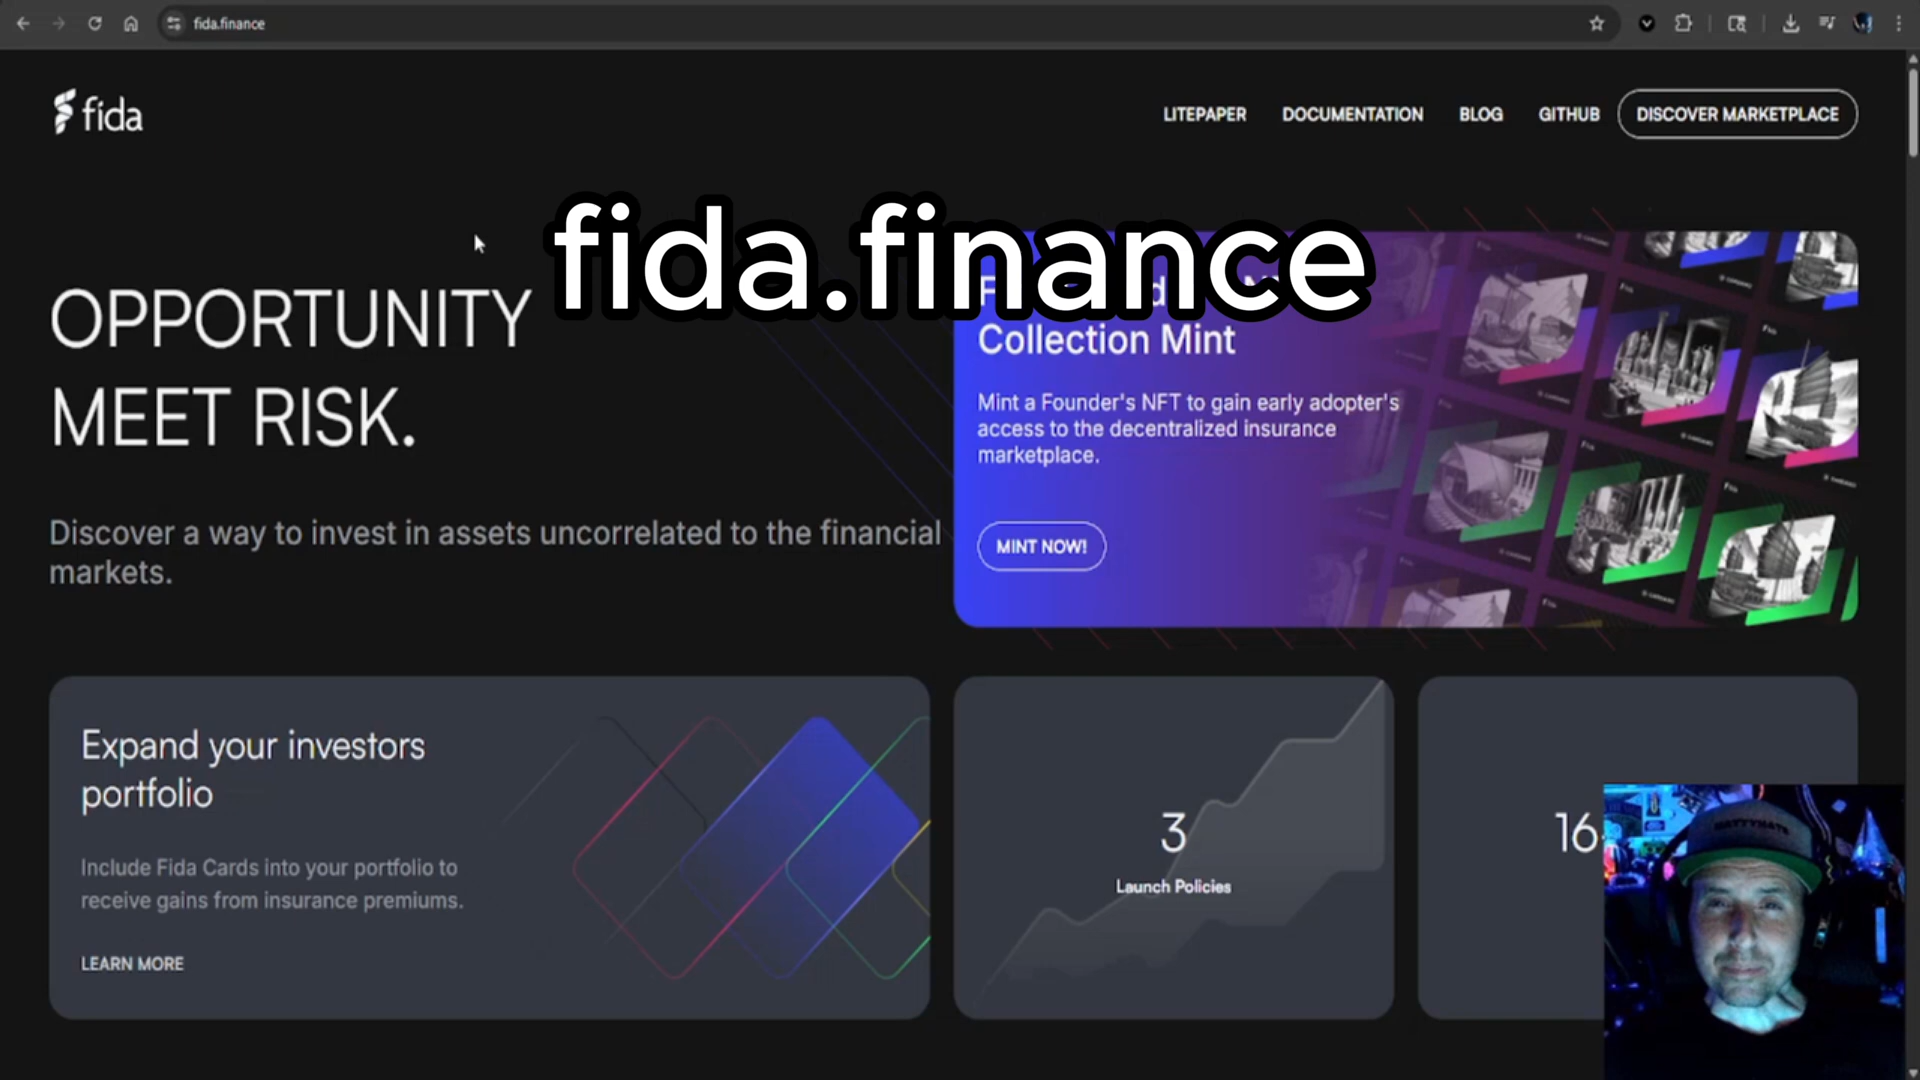 fida.finance
fida
LITEPAPER
DOCUMENTATION
BLOG
GITHUB
DISCOVER MARKETPLACE
fida.finance
OPPORTUNITY
MEET RISK.
Discover a way to invest in assets uncorrelated to the financial
markets.
Collection Mint
Mint a Founder's NFT to gain early adopter's
access to the decentralized insurance
marketplace.
MINT NOW!
Expand your investors
portfolio
Include Fida Cards into your portfolio to
receive gains from insurance premiums.
LEARN MORE
3
Launch Policies
16